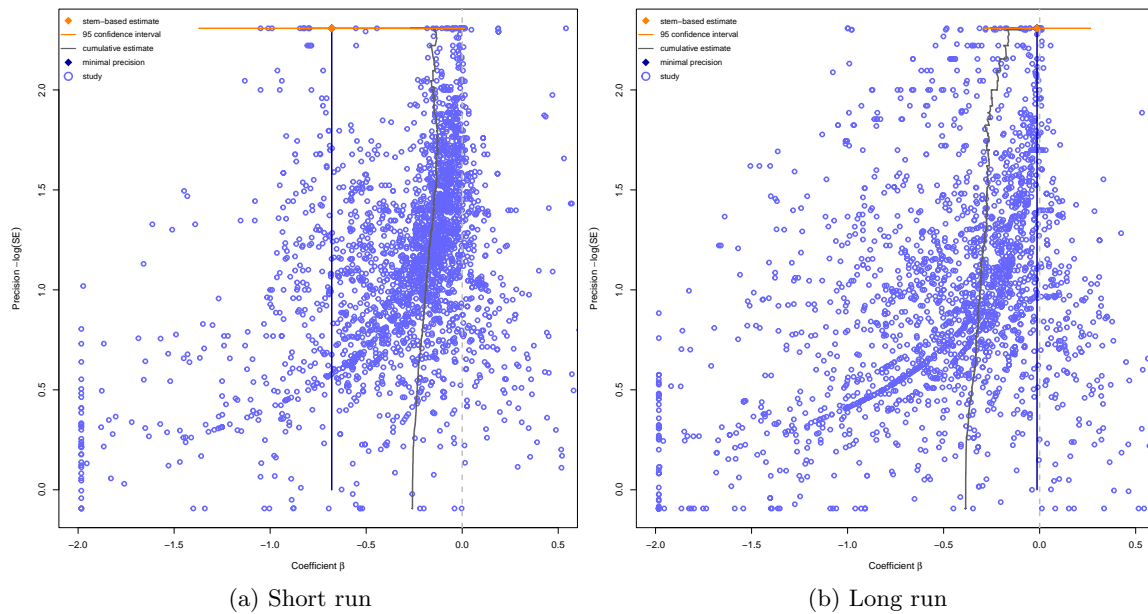 stem-based estimate
95 confidence interval
cumulative estimate
minimal precision
study
Precision -log(SE)
2.0
1.5
1.0
0.5
0.0
−2.0
−1.5
−1.0
−0.5
0.0
0.5
Coefficient β
(a) Short run
stem-based estimate
95 confidence interval
cumulative estimate
minimal precision
study
Precision -log(SE)
2.0
1.5
1.0
0.5
0.0
−2.0
−1.5
−1.0
−0.5
0.0
0.5
Coefficient β
(b) Long run